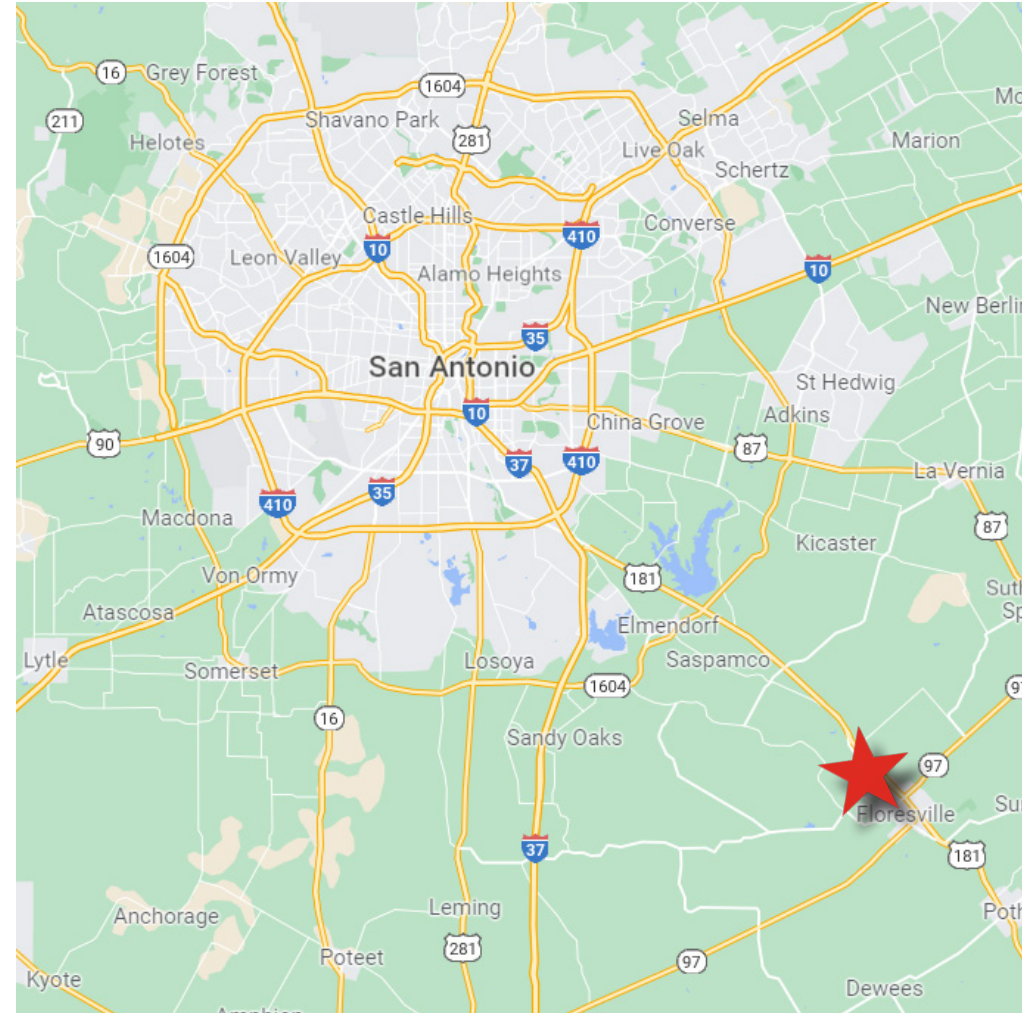 16
Grey Forest
1604
211
Shavano Park
281
Selma
Helotes
Live Oak
Marion
Schertz
Castle Hills
410
Converse
10
1604
Leon Valley
Alamo Heights
10
New Berlin
35
San Antonio
St Hedwig
10
China Grove
Adkins
90
87
37
410
La Vernia
410
35
Macdona
87
Kicaster
Von Ormy
181
Atascosa
Elmendorf
Lytle
Somerset
Losoya
Saspamco
1604
16
Sandy Oaks
97
Floresville
37
181
Anchorage
Leming
281
Poteet
97
Kyote
Dewees